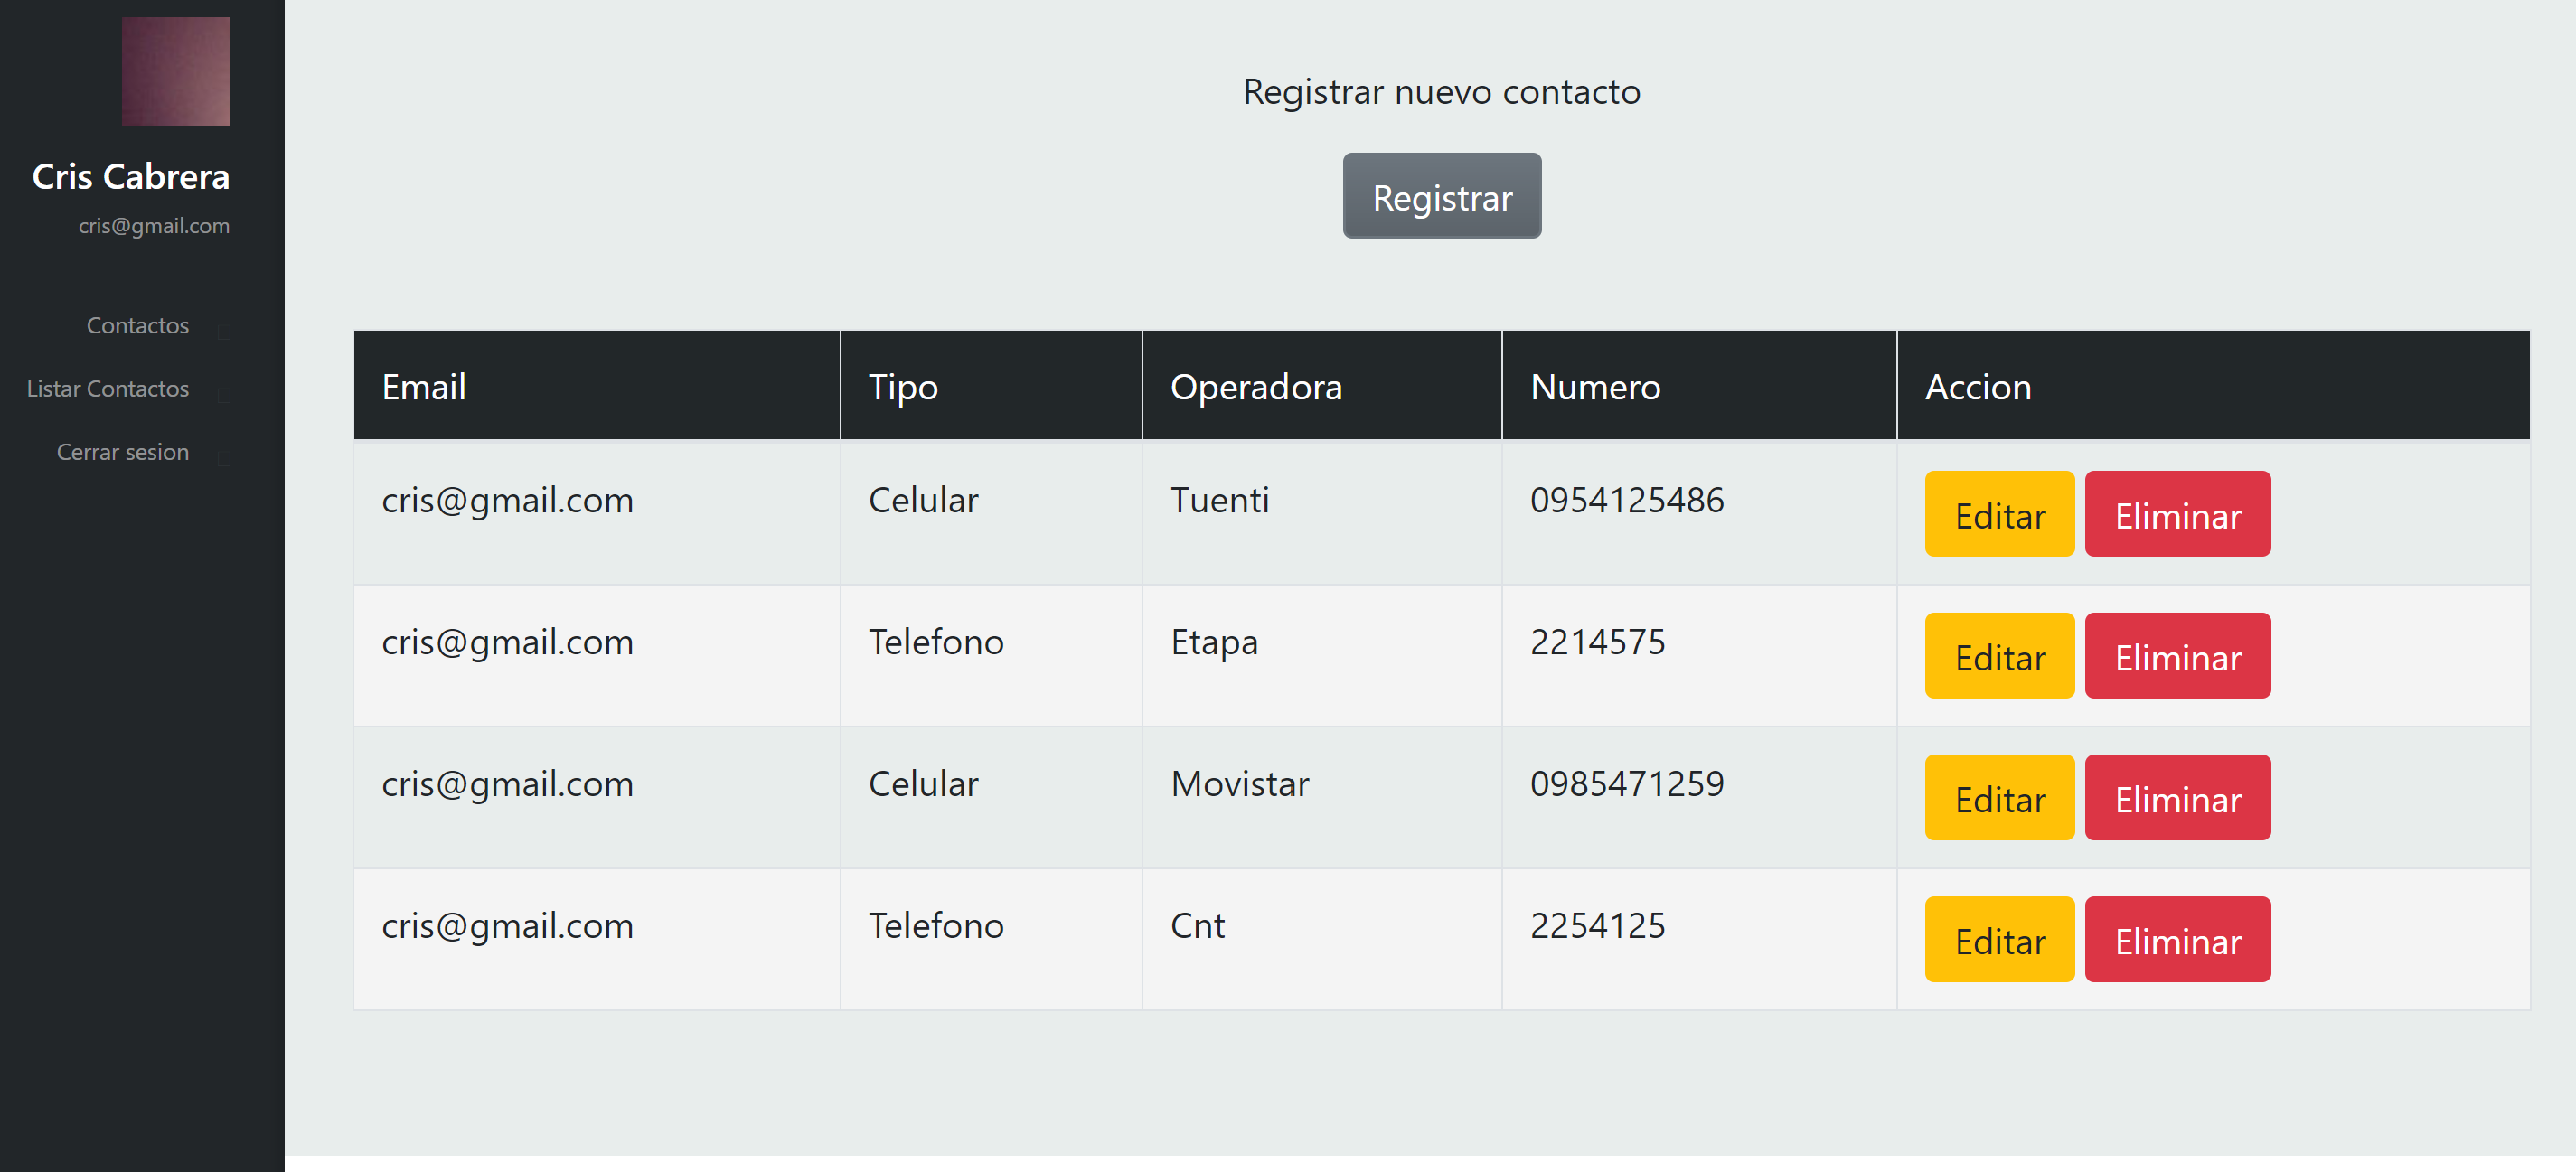 Cris Cabrera
cris@gmail.com
Contactos
Listar Contactos
Cerrar sesion
Registrar nuevo contacto
Registrar
Email Tipo Operadora Numero Accion
cris@gmail.com Celular Tuenti 0954125486 Editar Eliminar
cris@gmail.com Telefono Etapa 2214575 Editar Eliminar
cris@gmail.com Celular Movistar 0985471259 Editar Eliminar
cris@gmail.com Telefono Cnt 2254125 Editar Eliminar